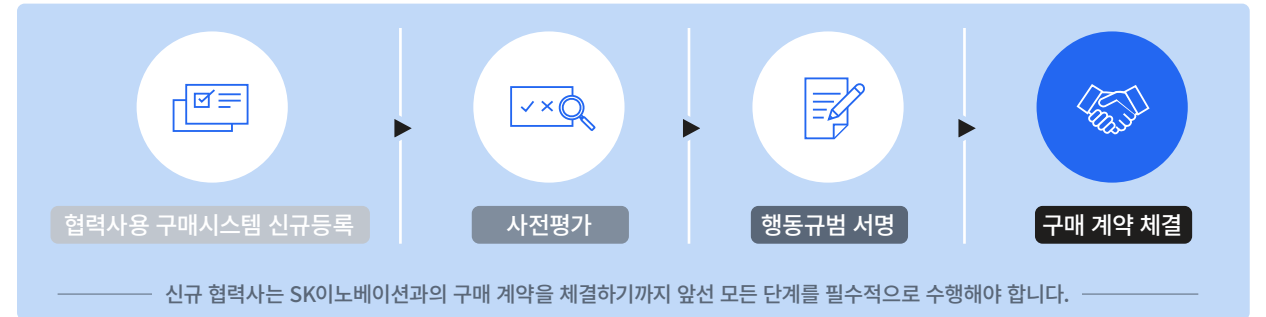 협력사용 구매시스템 신규등록
사전평가
행동규범 서명
구매 계약 체결
신규 협력사는 SK이노베이션과의 구매 계약을 체결하기까지 앞선 모든 단계를 필수적으로 수행해야 합니다.